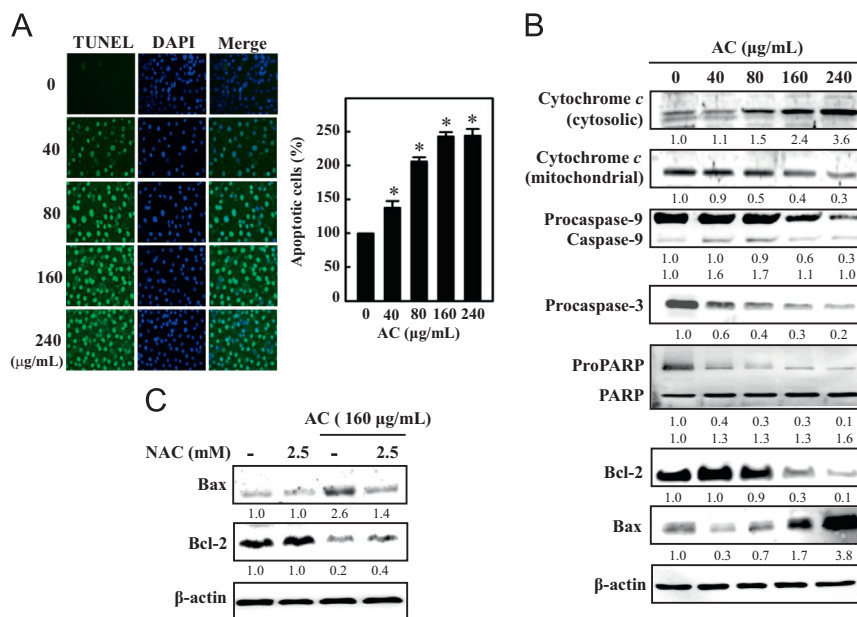 A
TUNEL DAPI Merge
0
40
80
160
240
(μg/mL)
Apoptotic cells (%)
250
200
150
100
50
0
* * * *
0 40 80 160 240
AC (μg/mL)
B
AC (μg/mL)
0 40 80 160 240
Cytochrome c
(cytosolic)
1.0 1.1 1.5 2.4 3.6
Cytochrome c
(mitochondrial)
1.0 0.9 0.5 0.4 0.3
Procaspase-9
Caspase-9
1.0 1.0 0.9 0.6 0.3
1.0 1.6 1.7 1.1 1.0
Procaspase-3
1.0 0.6 0.4 0.3 0.2
ProPARP
PARP
1.0 0.4 0.3 0.3 0.1
1.0 1.3 1.3 1.3 1.6
Bcl-2
1.0 1.0 0.9 0.3 0.1
Bax
1.0 0.3 0.7 1.7 3.8
β-actin
C
AC ( 160 μg/mL)
NAC (mM) - 2.5 - 2.5
Bax
1.0 1.0 2.6 1.4
Bcl-2
1.0 1.0 0.2 0.4
β-actin